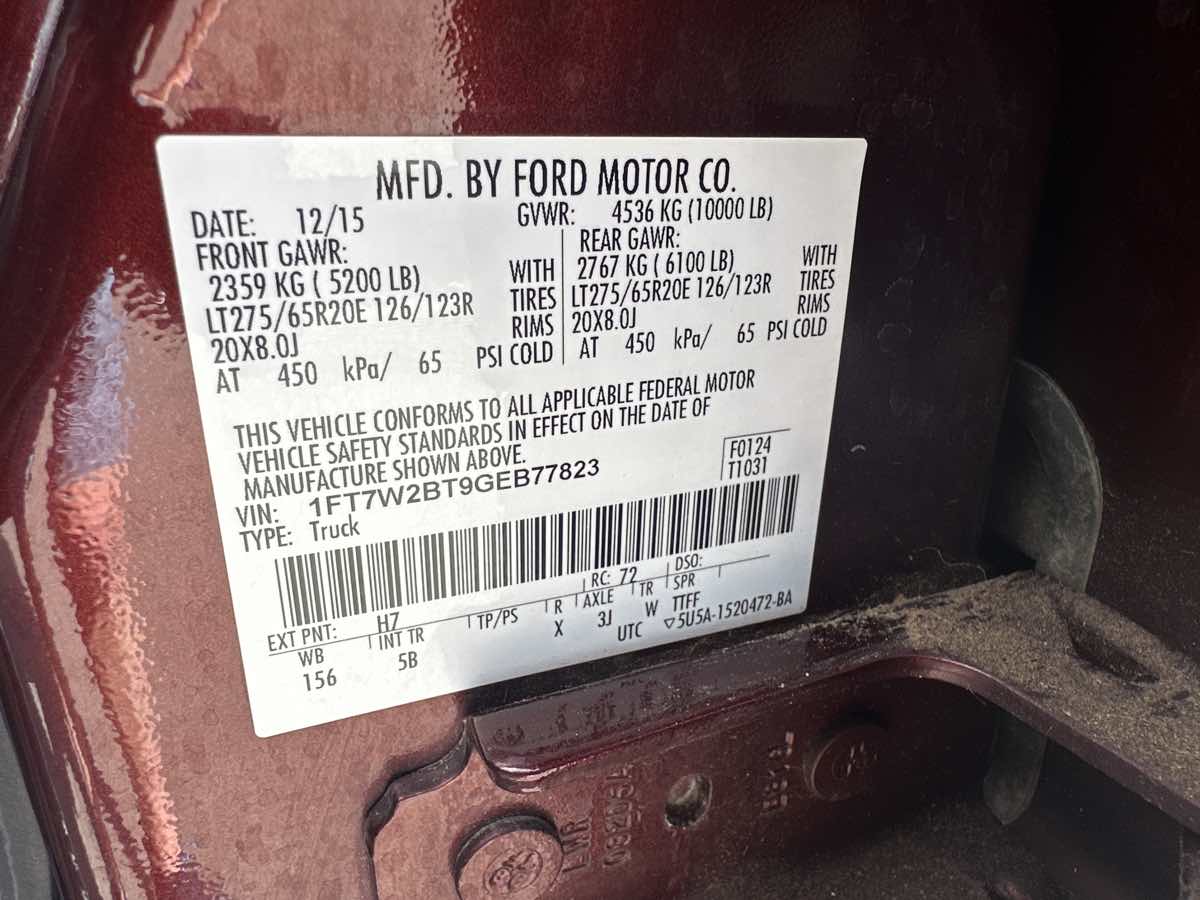 MFD. BY FORD MOTOR CO.
DATE: 12/15 GVWR: 4536 KG (10000 LB)
FRONT GAWR: REAR GAWR:
2359 KG ( 5200 LB) WITH 2767 KG ( 6100 LB) WITH
LT275/65R20E 126/123R TIRES LT275/65R20E 126/123R TIRES
20X8.0J RIMS 20X8.0J RIMS
AT 450 kPa/ 65 PSI COLD AT 450 kPa/ 65 PSI COLD
THIS VEHICLE CONFORMS TO ALL APPLICABLE FEDERAL MOTOR
VEHICLE SAFETY STANDARDS IN EFFECT ON THE DATE OF
MANUFACTURE SHOWN ABOVE.
F0124
T1031
VIN: 1FT7W2BT9GEB77823
TYPE: Truck
EXT PNT: H7 RC: 72 DSO:
WB INT TR TP/PS R AXLE TR SPR
156 5B X 3J W TTFF
UTC ▽5U5A-1520472-BA